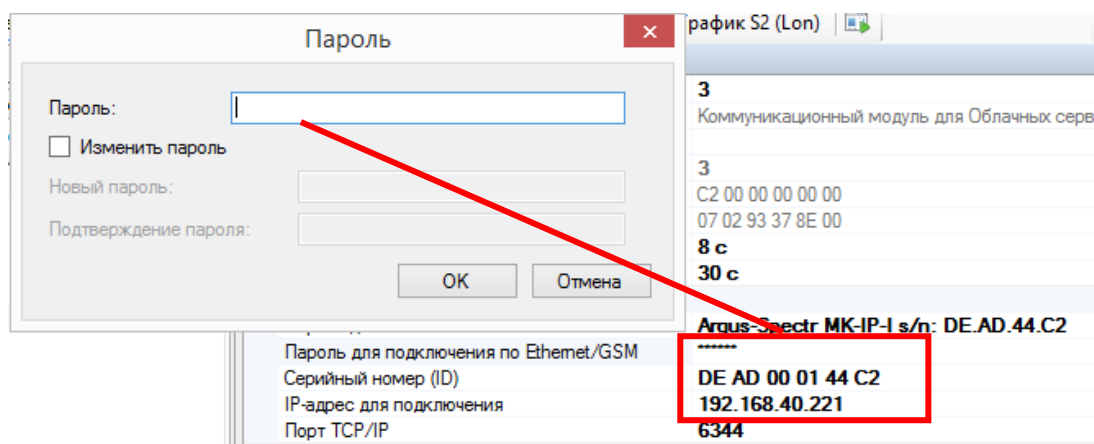 Пароль
График S2 (Lon)
Пароль:
Изменить пароль
Новый пароль:
Подтверждение пароля:
OK
Отмена
3
Коммуникационный модуль для Облачных серв
3
C2 00 00 00 00 00
07 02 93 37 8E 00
8 с
30 с
Argus-Spectr MK-IP-I s/n: DE.AD.44.C2
Пароль для подключения по Ethernet/GSM ******
Серийный номер (ID) DE AD 00 01 44 C2
IP-адрес для подключения 192.168.40.221
Порт TCP/IP 6344